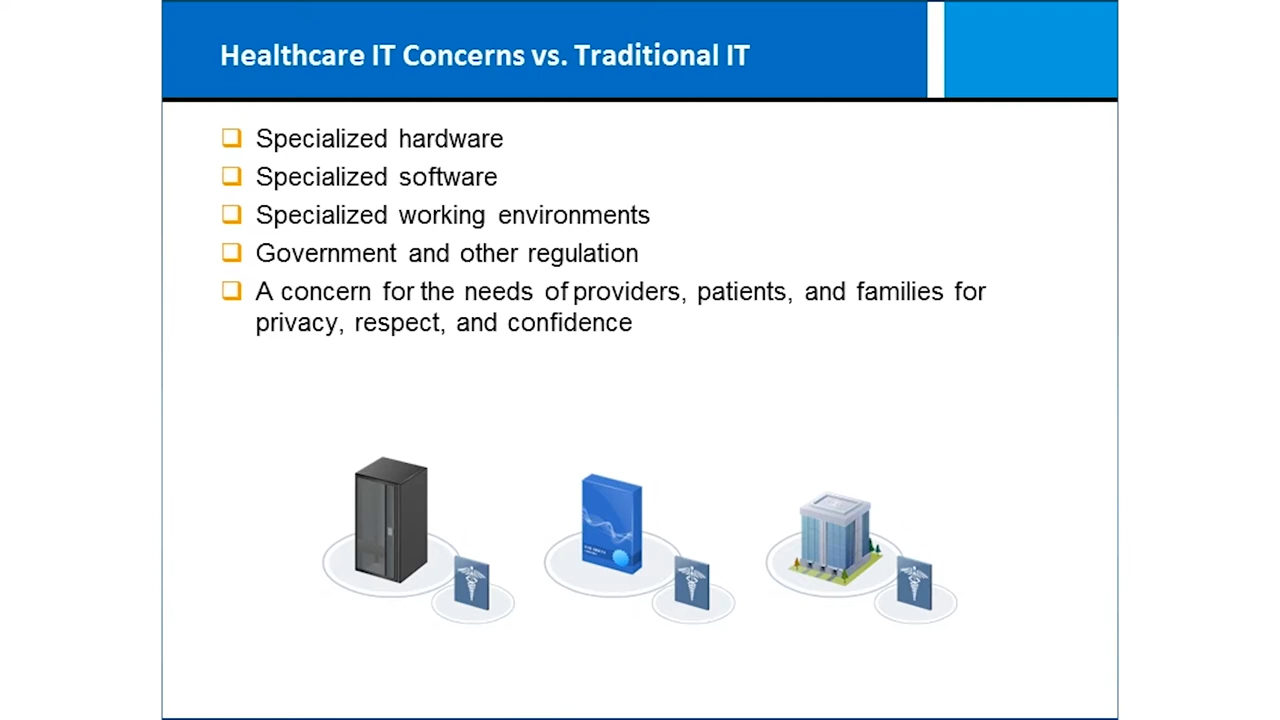 Healthcare IT Concerns vs. Traditional IT
Specialized hardware
Specialized software
Specialized working environments
Government and other regulation
A concern for the needs of providers, patients, and families for
privacy, respect, and confidence